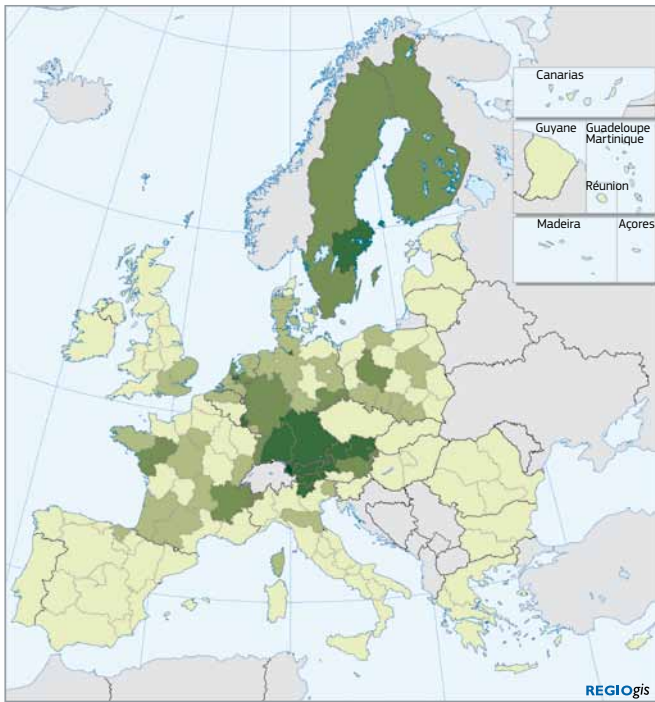 Canarias
Guyane
Guadeloupe
Martinique
Réunion
Madeira
Açores
REGIOgis